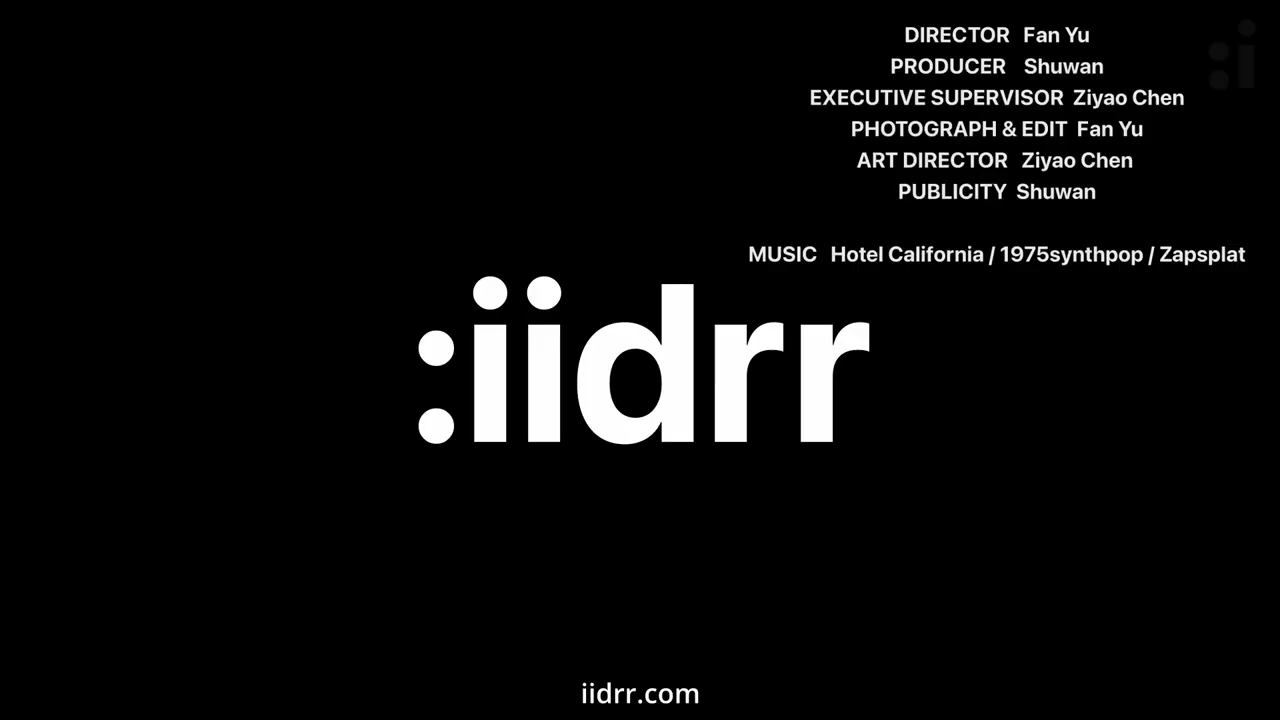 DIRECTOR Fan Yu
PRODUCER Shuwan
EXECUTIVE SUPERVISOR Ziyao Chen
PHOTOGRAPH & EDIT Fan Yu
ART DIRECTOR Ziyao Chen
PUBLICITY Shuwan
MUSIC Hotel California / 1975synthpop / Zapsplat
:iidrr
iidrr.com
:i